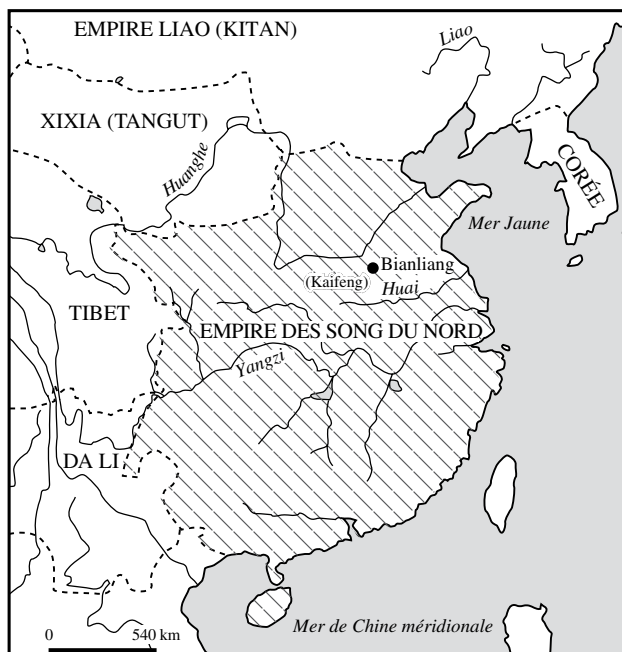 EMPIRE LIAO (KITAN)
Liao
XIXIA (TANGUT)
Huanghe
CORÉE
Mer Jaune
Bianliang
(Kaifeng)
Huai
TIBET
EMPIRE DES SONG DU NORD
Yangzi
DA LI
Mer de Chine méridionale
0 540 km